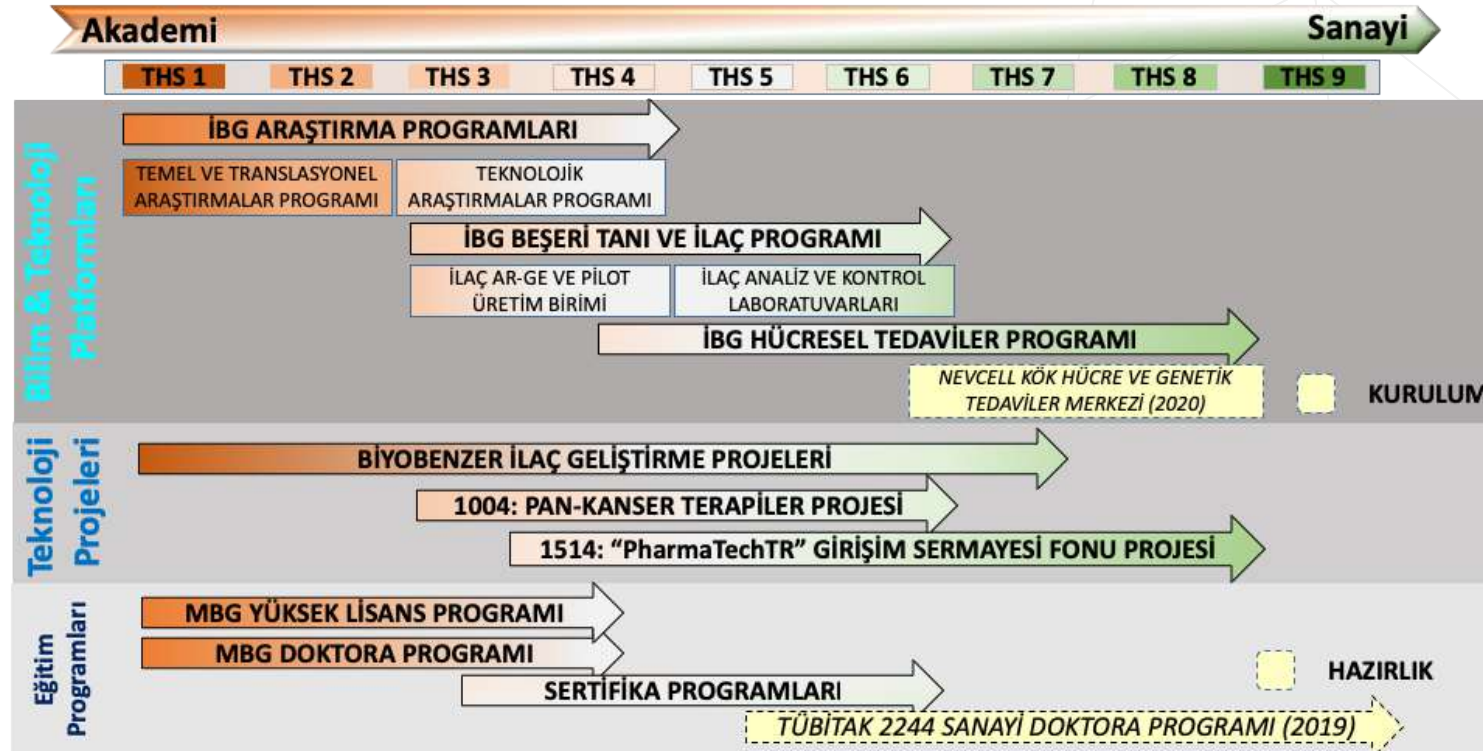 Akademi
Sanayi
THS 1 THS 2 THS 3 THS 4 THS 5 THS 6 THS 7 THS 8 THS 9
Bilim & Teknoloji
Platformları
İBG ARAŞTIRMA PROGRAMLARI
TEMEL VE TRANSLASYONEL
ARAŞTIRMALAR PROGRAMI
TEKNOLOJİK
ARAŞTIRMALAR PROGRAMI
İBG BEŞERİ TANI VE İLAÇ PROGRAMI
İLAÇ AR-GE VE PİLOT
ÜRETİM BİRİMİ
İLAÇ ANALİZ VE KONTROL
LABORATUVARLARI
İBG HÜCRESEL TEDAVİLER PROGRAMI
NEVCELL KÖK HÜCRE VE GENETİK
TEDAVİLER MERKEZİ (2020)
KURULUM
Teknoloji
Projeleri
BİYOBENZER İLAÇ GELİŞTİRME PROJELERİ
1004: PAN-KANSER TERAPİLER PROJESİ
1514: “PharmaTechTR” GİRİŞİM SERMAYESİ FONU PROJESİ
Eğitim
Programları
MBG YÜKSEK LİSANS PROGRAMI
MBG DOKTORA PROGRAMI
SERTİFİKA PROGRAMLARI
HAZIRLIK
TÜBİTAK 2244 SANAYİ DOKTORA PROGRAMI (2019)